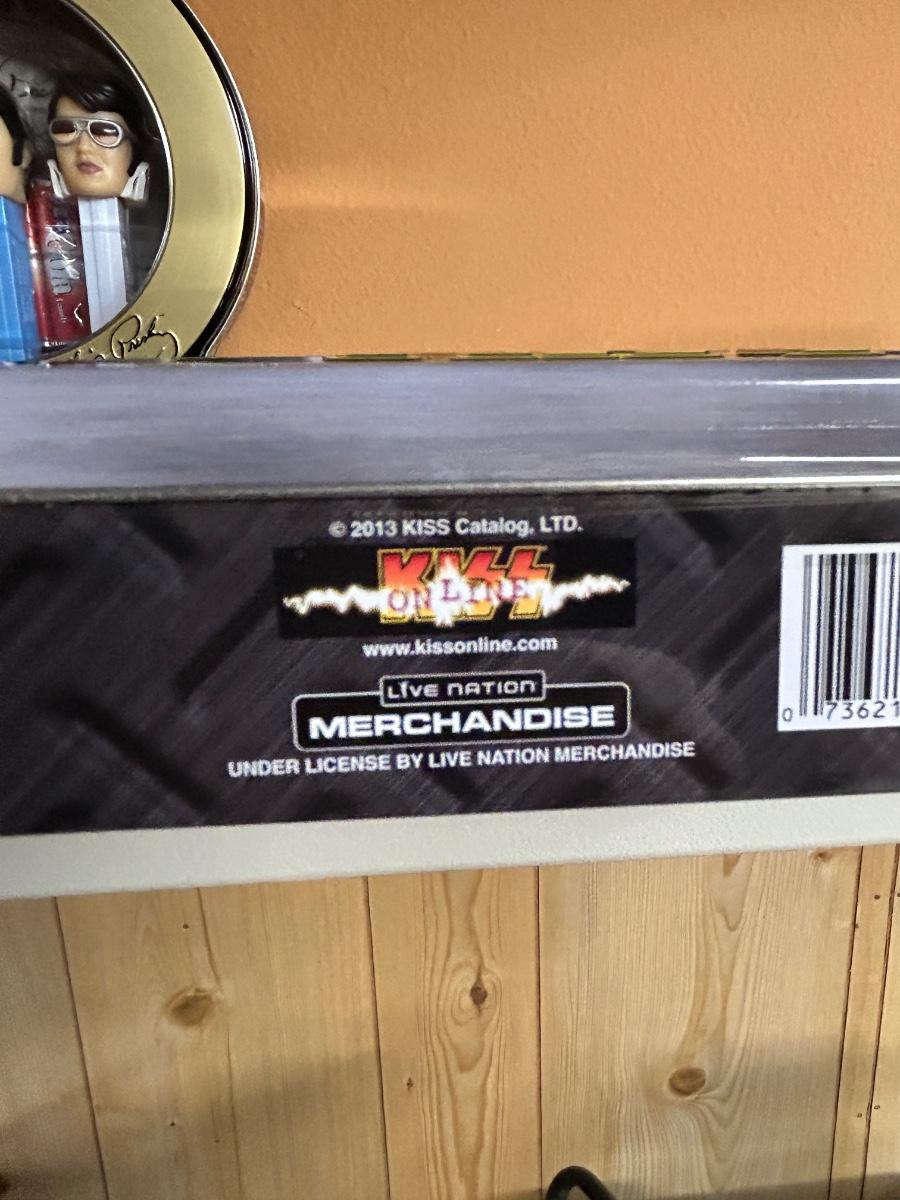 Presley
© 2013 KISS Catalog, LTD.
KISS
ONLINE
www.kissonline.com
LIVE NATION
MERCHANDISE
UNDER LICENSE BY LIVE NATION MERCHANDISE
0 73621